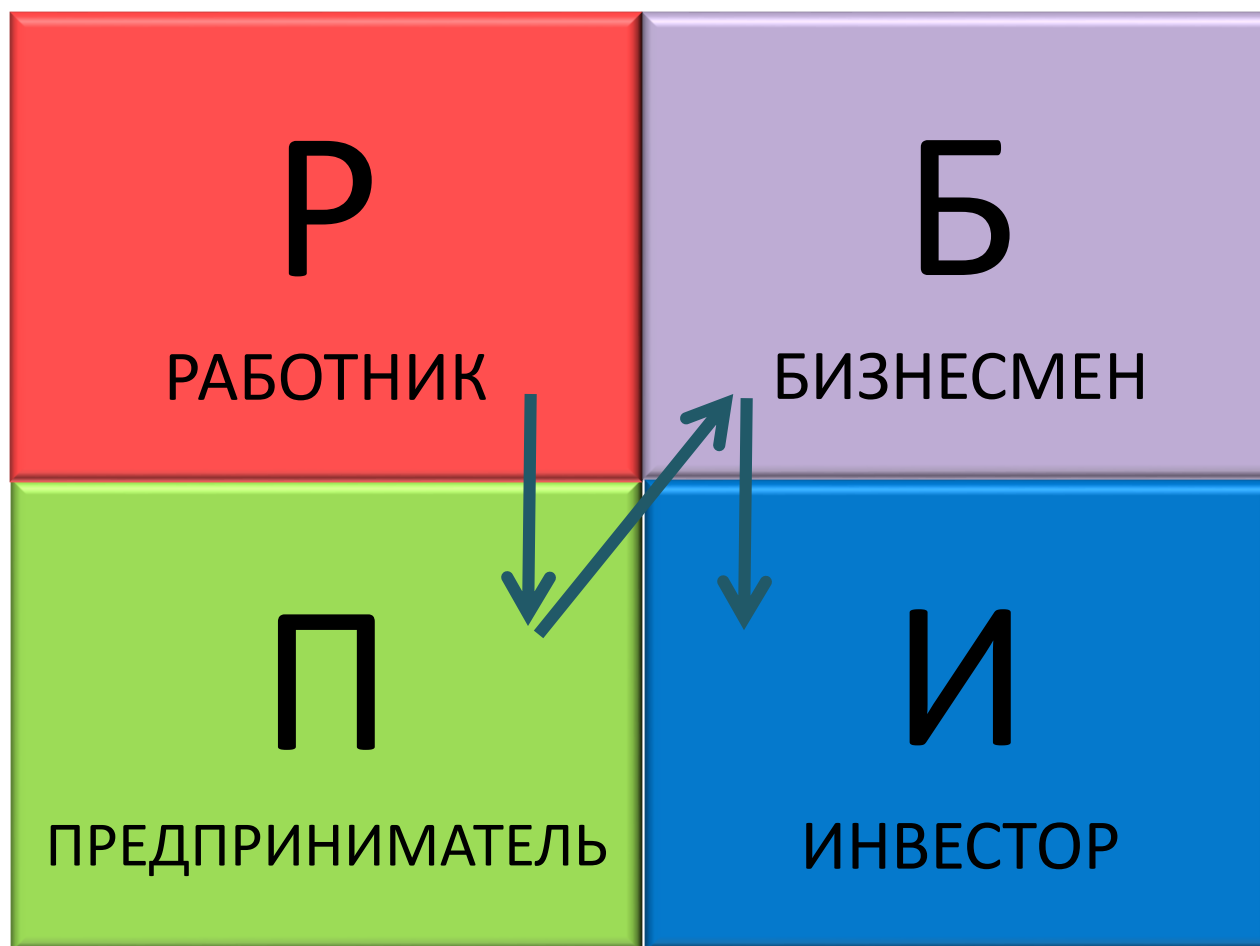 Р
РАБОТНИК
Б
БИЗНЕСМЕН
П
ПРЕДПРИНИМАТЕЛЬ
И
ИНВЕСТОР